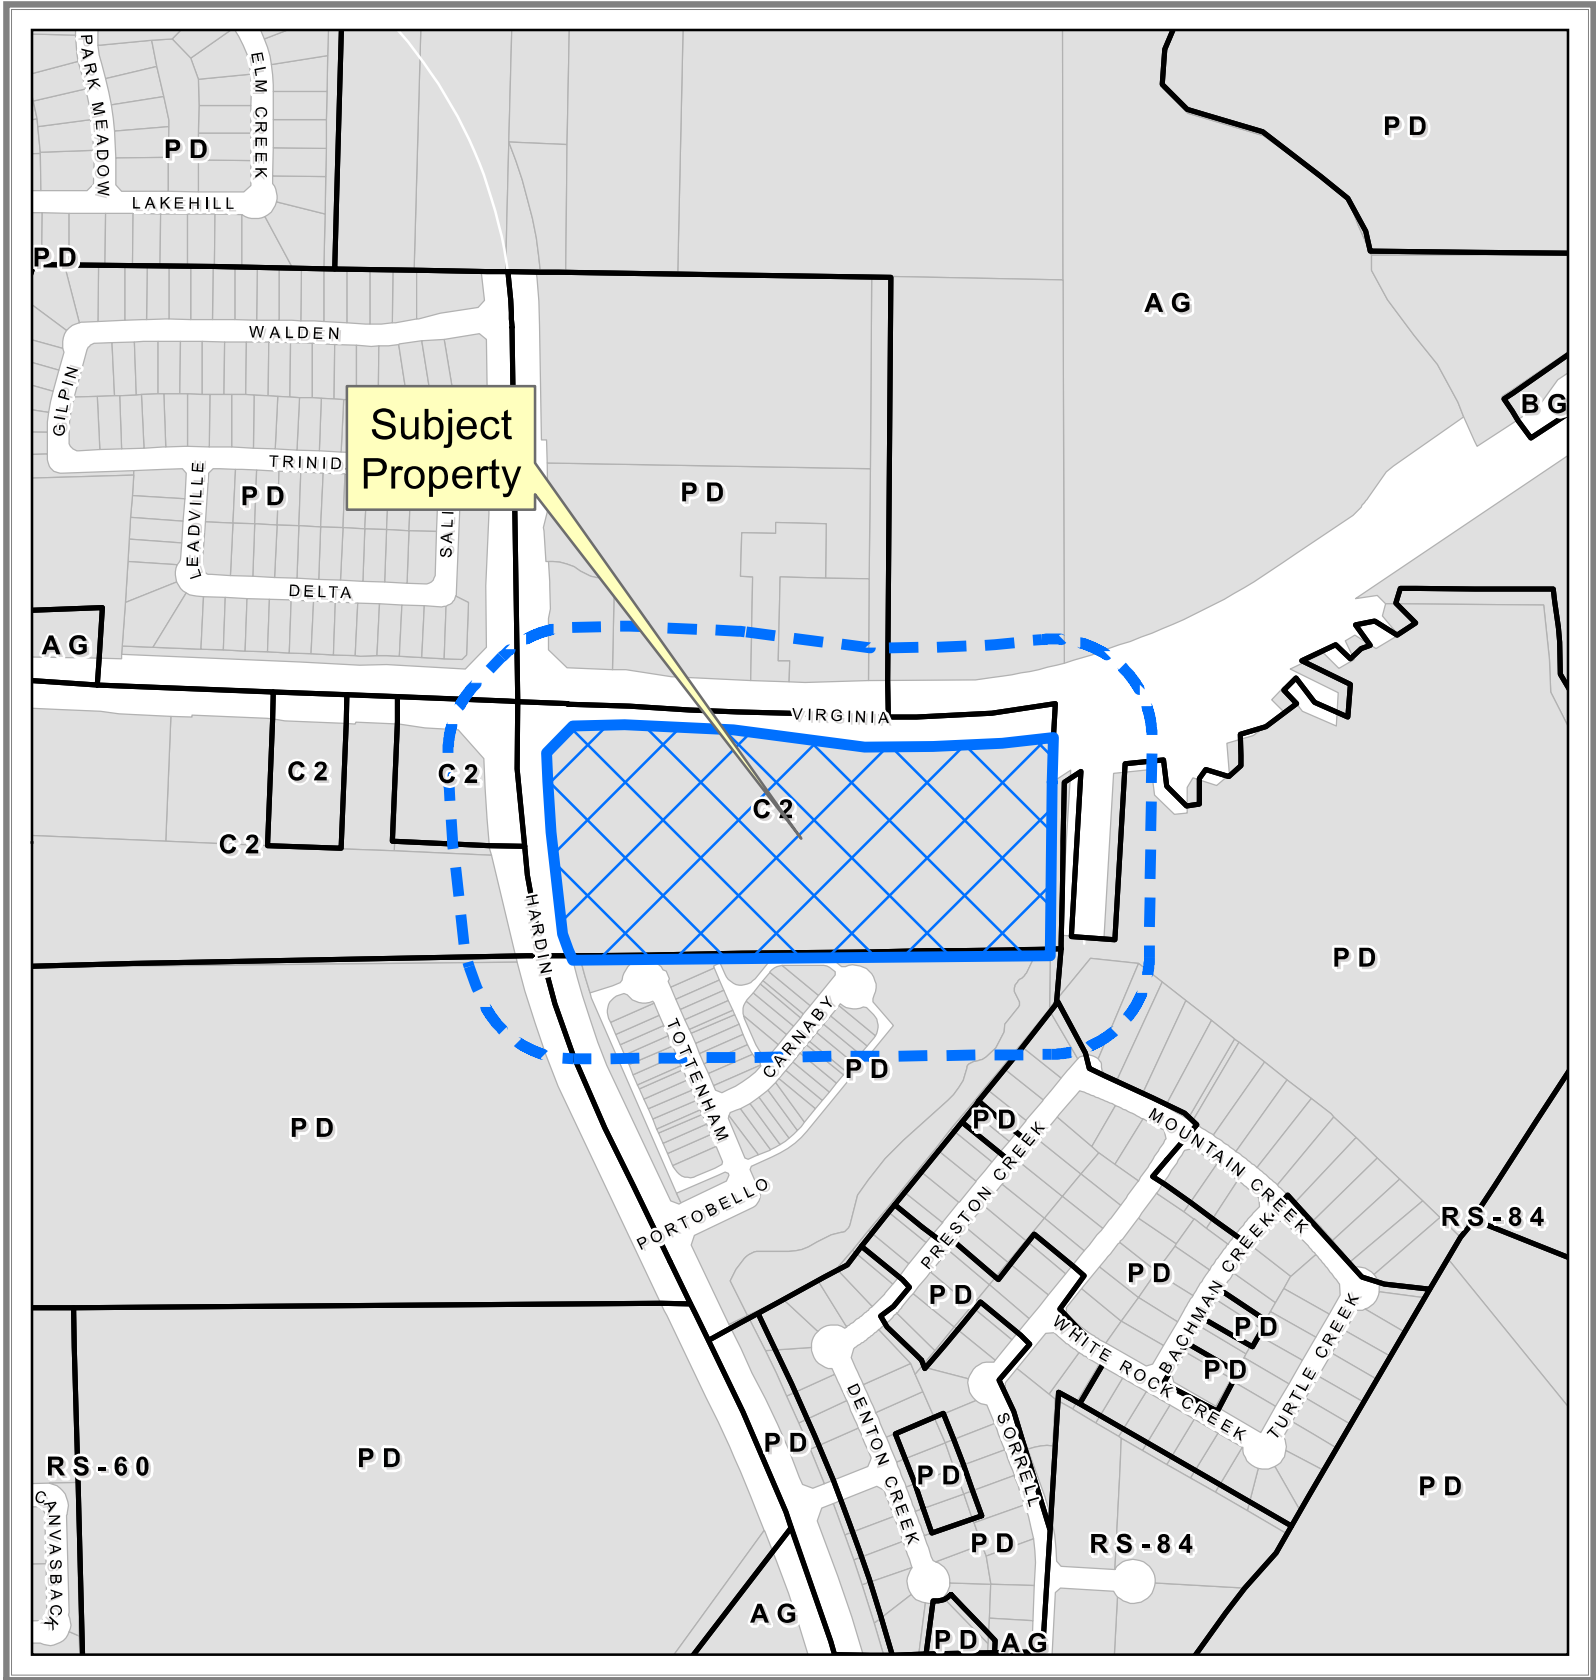 PARK MEADOW
ELM CREEK
PD
PD
LAKEHILL
PD
AG
WALDEN
GILPIN
BG
Subject
Property
TRINID
LEADVILLE
PD
PD
SALI
DELTA
AG
VIRGINIA
C2
C2
C2
C2
HARDIN
PD
TOTTENHAM
CARNABY
PD
PD
PD
PRESTON CREEK
MOUNTAIN CREEK
PORTOBELLO
RS-84
PD
PD
BACHMAN CREEK
WHITE ROCK CREEK
PD
PD
TURTLE CREEK
DENTON CREEK
SORRELL
PD
PD
RS-60
PD
PD
CANVASBACK
PD
RS-84
AG
PD
AG